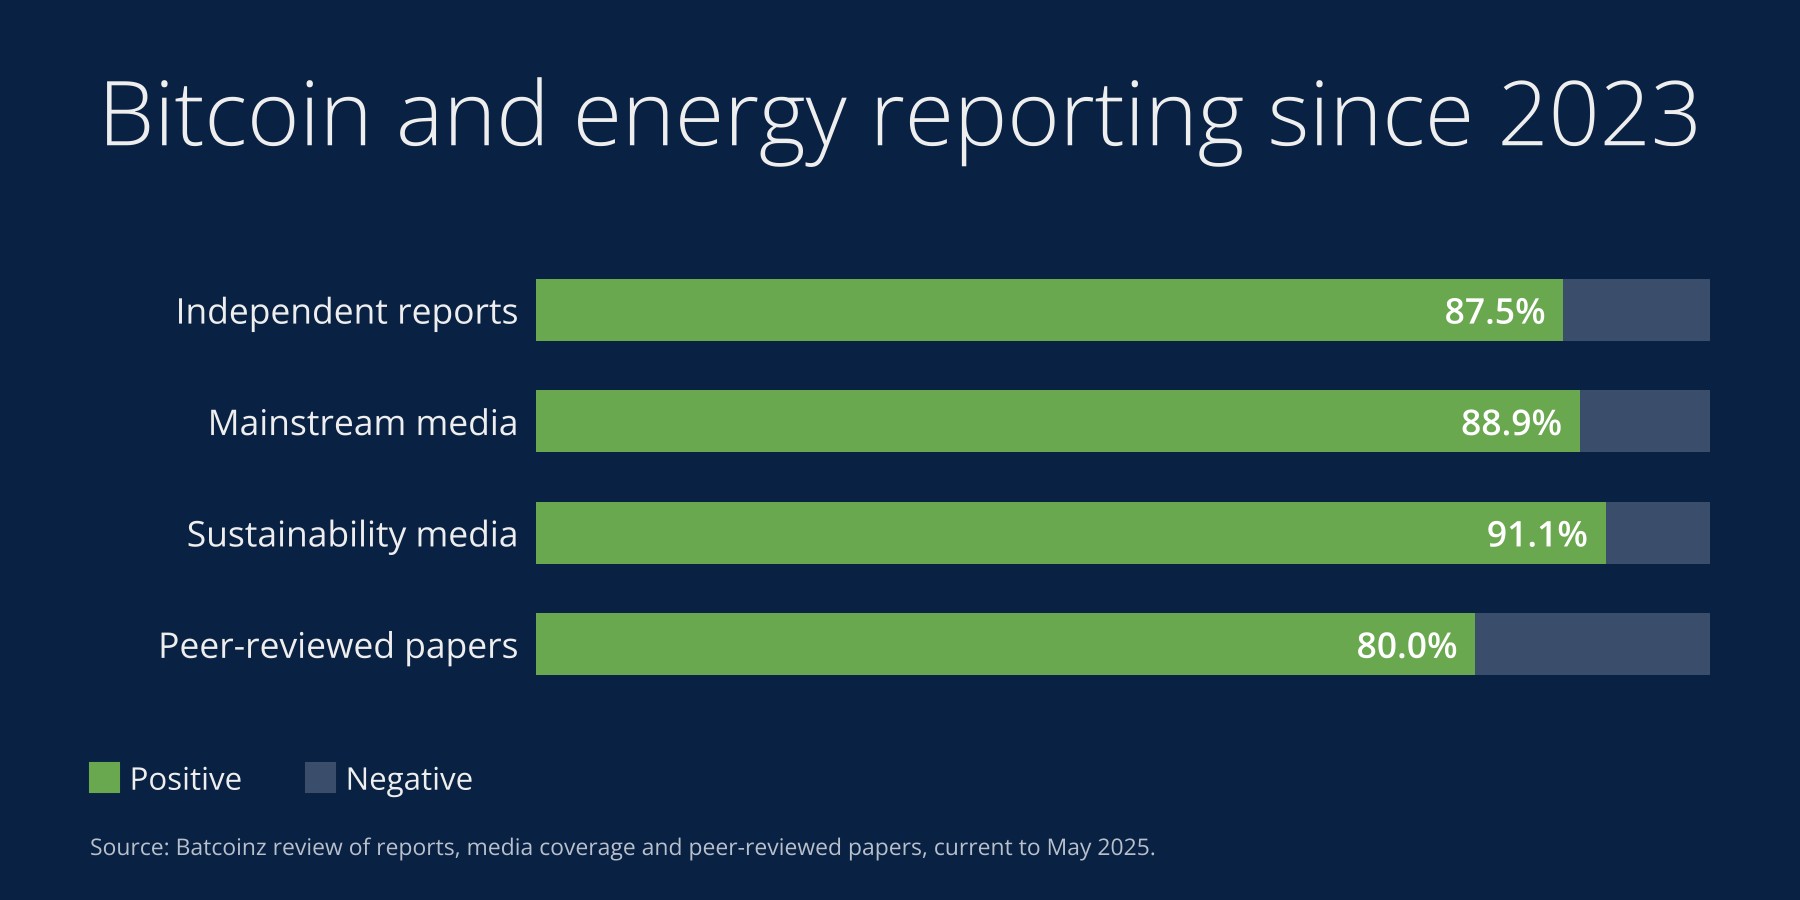 Bitcoin and energy reporting since 2023
Independent reports 87.5%
Mainstream media 88.9%
Sustainability media 91.1%
Peer-reviewed papers 80.0%
Positive Negative
Source: Batcoinz review of reports, media coverage and peer-reviewed papers, current to May 2025.